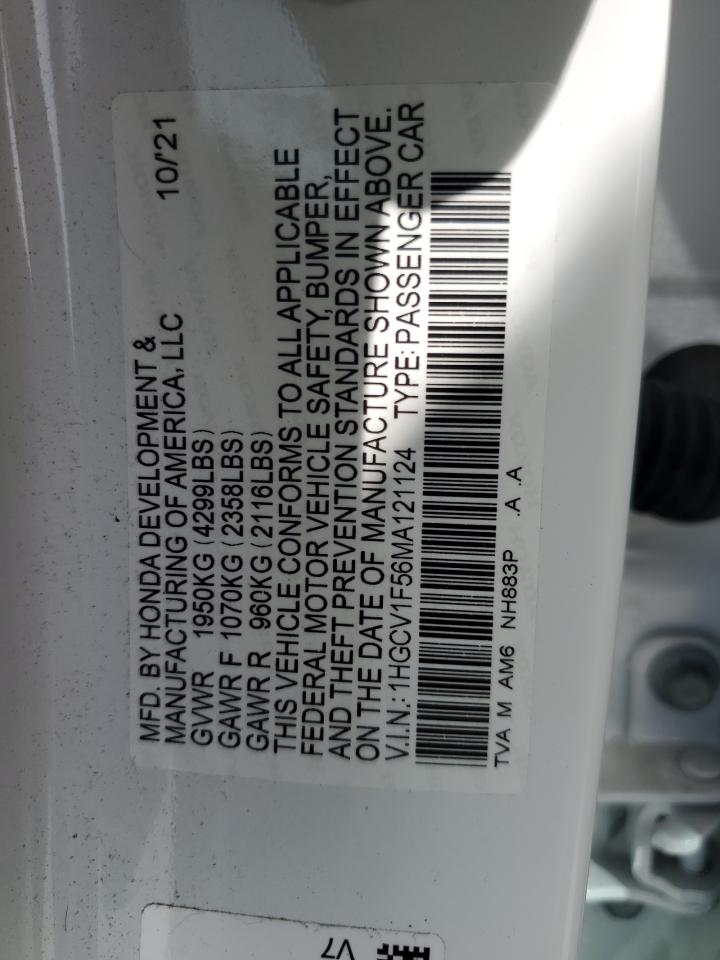 MFD. BY HONDA DEVELOPMENT & 10/'21
MANUFACTURING OF AMERICA, LLC
GVWR 1950KG (4299LBS)
GAWR F 1070KG (2358LBS)
GAWR R 960KG (2116LBS)
THIS VEHICLE CONFORMS TO ALL APPLICABLE
FEDERAL MOTOR VEHICLE SAFETY, BUMPER,
AND THEFT PREVENTION STANDARDS IN EFFECT
ON THE DATE OF MANUFACTURE SHOWN ABOVE.
V.I.N.: 1HGCV1F56MA121124 TYPE: PASSENGER CAR
TVA M AM6 NH883P .A .A
V7